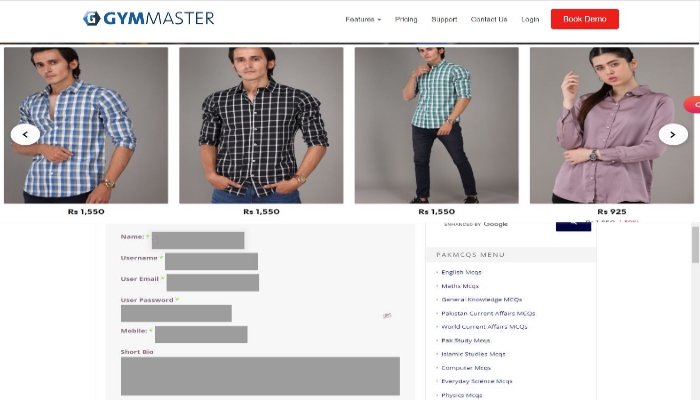 GYMMASTER
Features Pricing Support Contact Us Login Book Demo
Rs 1,550 Rs 1,550 Rs 1,550 Rs 925
Name: *
Username *
User Email *
User Password *
Mobile: *
Short Bio
ENHANCED BY Google
PAKMCQS MENU
English Mcqs
Maths Mcqs
General Knowledge MCQs
Pakistan Current Affairs MCQs
World Current Affairs MCQs
Pak Study Mcqs
Islamic Studies Mcqs
Computer Mcqs
Everyday Science Mcqs
Physics Mcqs